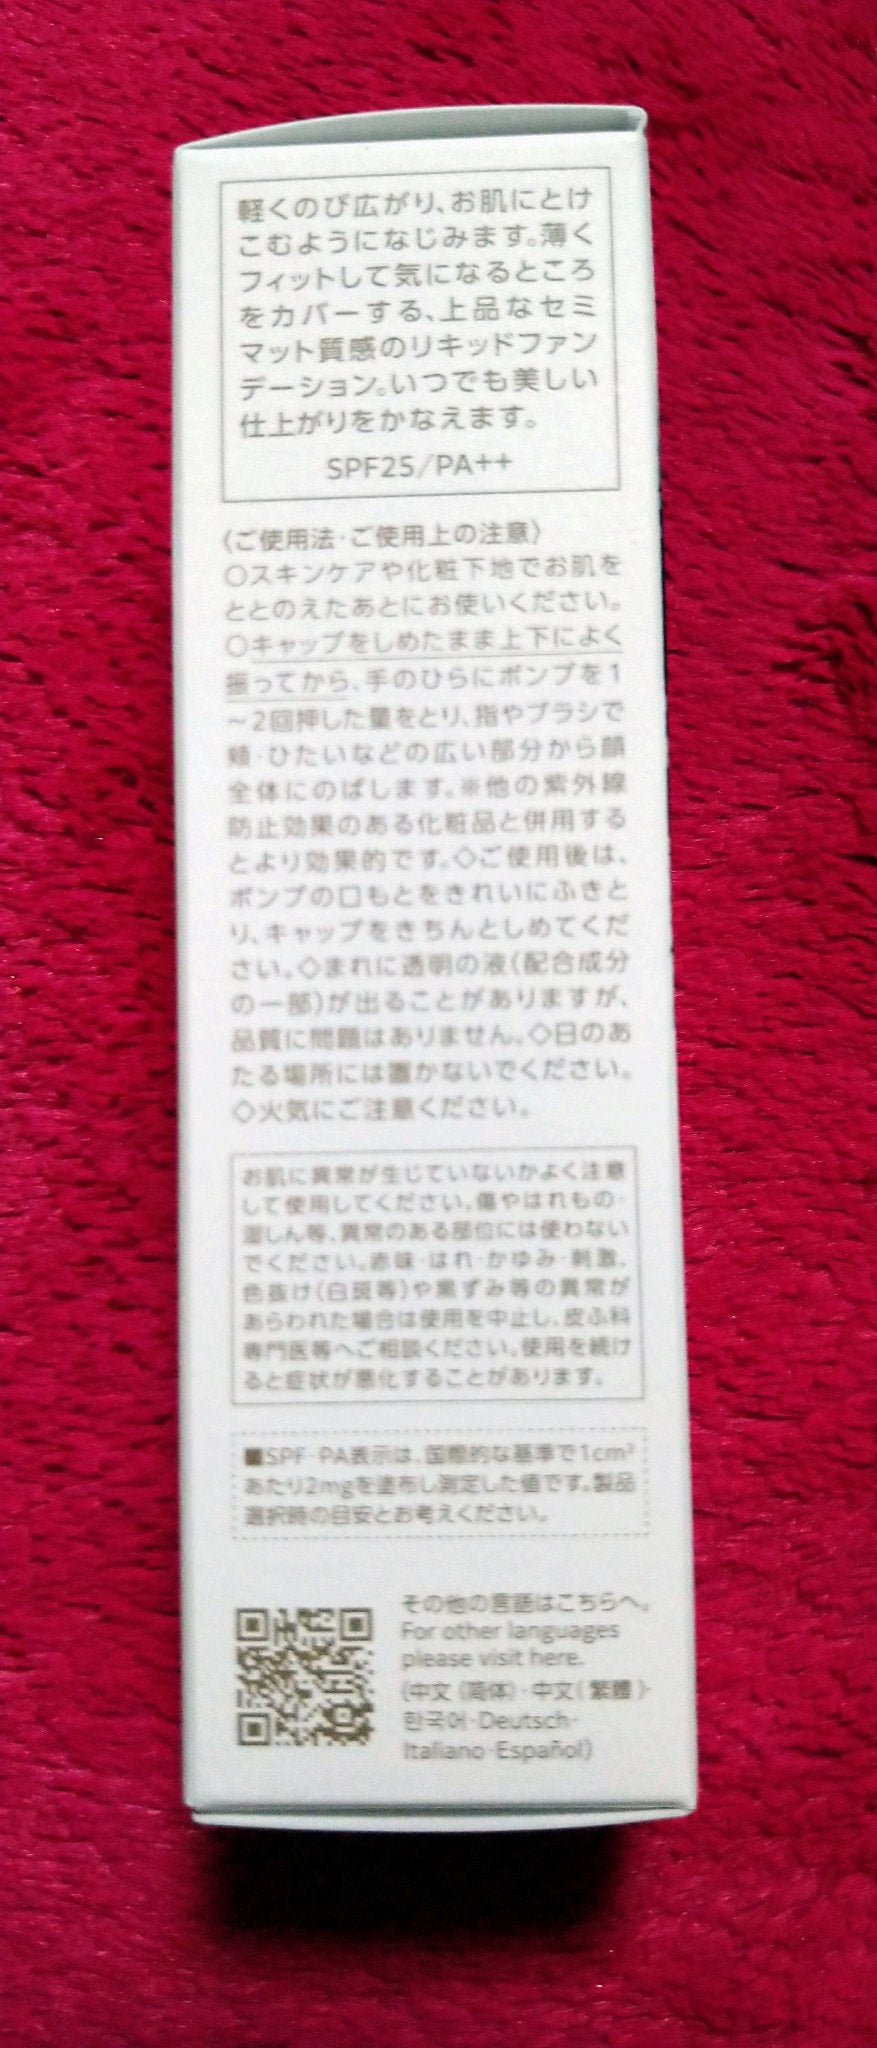 軽くのび広がり、お肌にとけ
こむようになじみます。薄く
フィットして気になるところ
をカバーする、上品なセミ
マット質感のリキッドファン
デーション。いつでも美しい
仕上がりをかなえます。
SPF25/PA++
〈ご使用法・ご使用上の注意〉
○スキンケアや化粧下地でお肌を
ととのえたあとにお使いください。
○キャップをしめたまま上下によく
振ってから、手のひらにポンプを1
～2回押した量をとり、指やブラシで
頬・ひたいなどの広い部分から顔
全体にのばします。※他の紫外線
防止効果のある化粧品と併用する
とより効果的です。◇ご使用後は、
ポンプの口もとをきれいにふきと
り、キャップをきちんとしめてくだ
さい。◇まれに透明の液（配合成分
の一部）が出ることがありますが、
品質に問題はありません。◇日のあ
たる場所には置かないでください。
◇火気にご注意ください。
お肌に異常が生じていないかよく注意
して使用してください。傷やはれもの・
湿しん等、異常のある部位には使わない
でください。赤味・はれ・かゆみ・刺激、
色抜け（白斑等）や黒ずみ等の異常が
あらわれた場合は使用を中止し、皮ふ科
専門医等へご相談ください。使用を続け
ると症状が悪化することがあります。
■SPF・PA表示は、国際的な基準で1cm²
あたり2mgを塗布し測定した値です。製品
選択時の目安とお考えください。
その他の言語はこちらへ。
For other languages
please visit here.
(中文（简体）・中文（繁體）・
한국어・Deutsch・
Italiano・Español)